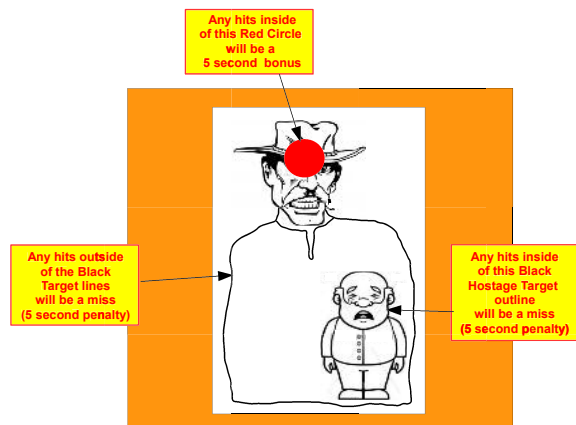 Any hits inside
of this Red Circle
will be a
5 second bonus
Any hits outside
of the Black
Target lines
will be a miss
(5 second penalty)
Any hits inside
of this Black
Hostage Target
outline
will be a miss
(5 second penalty)